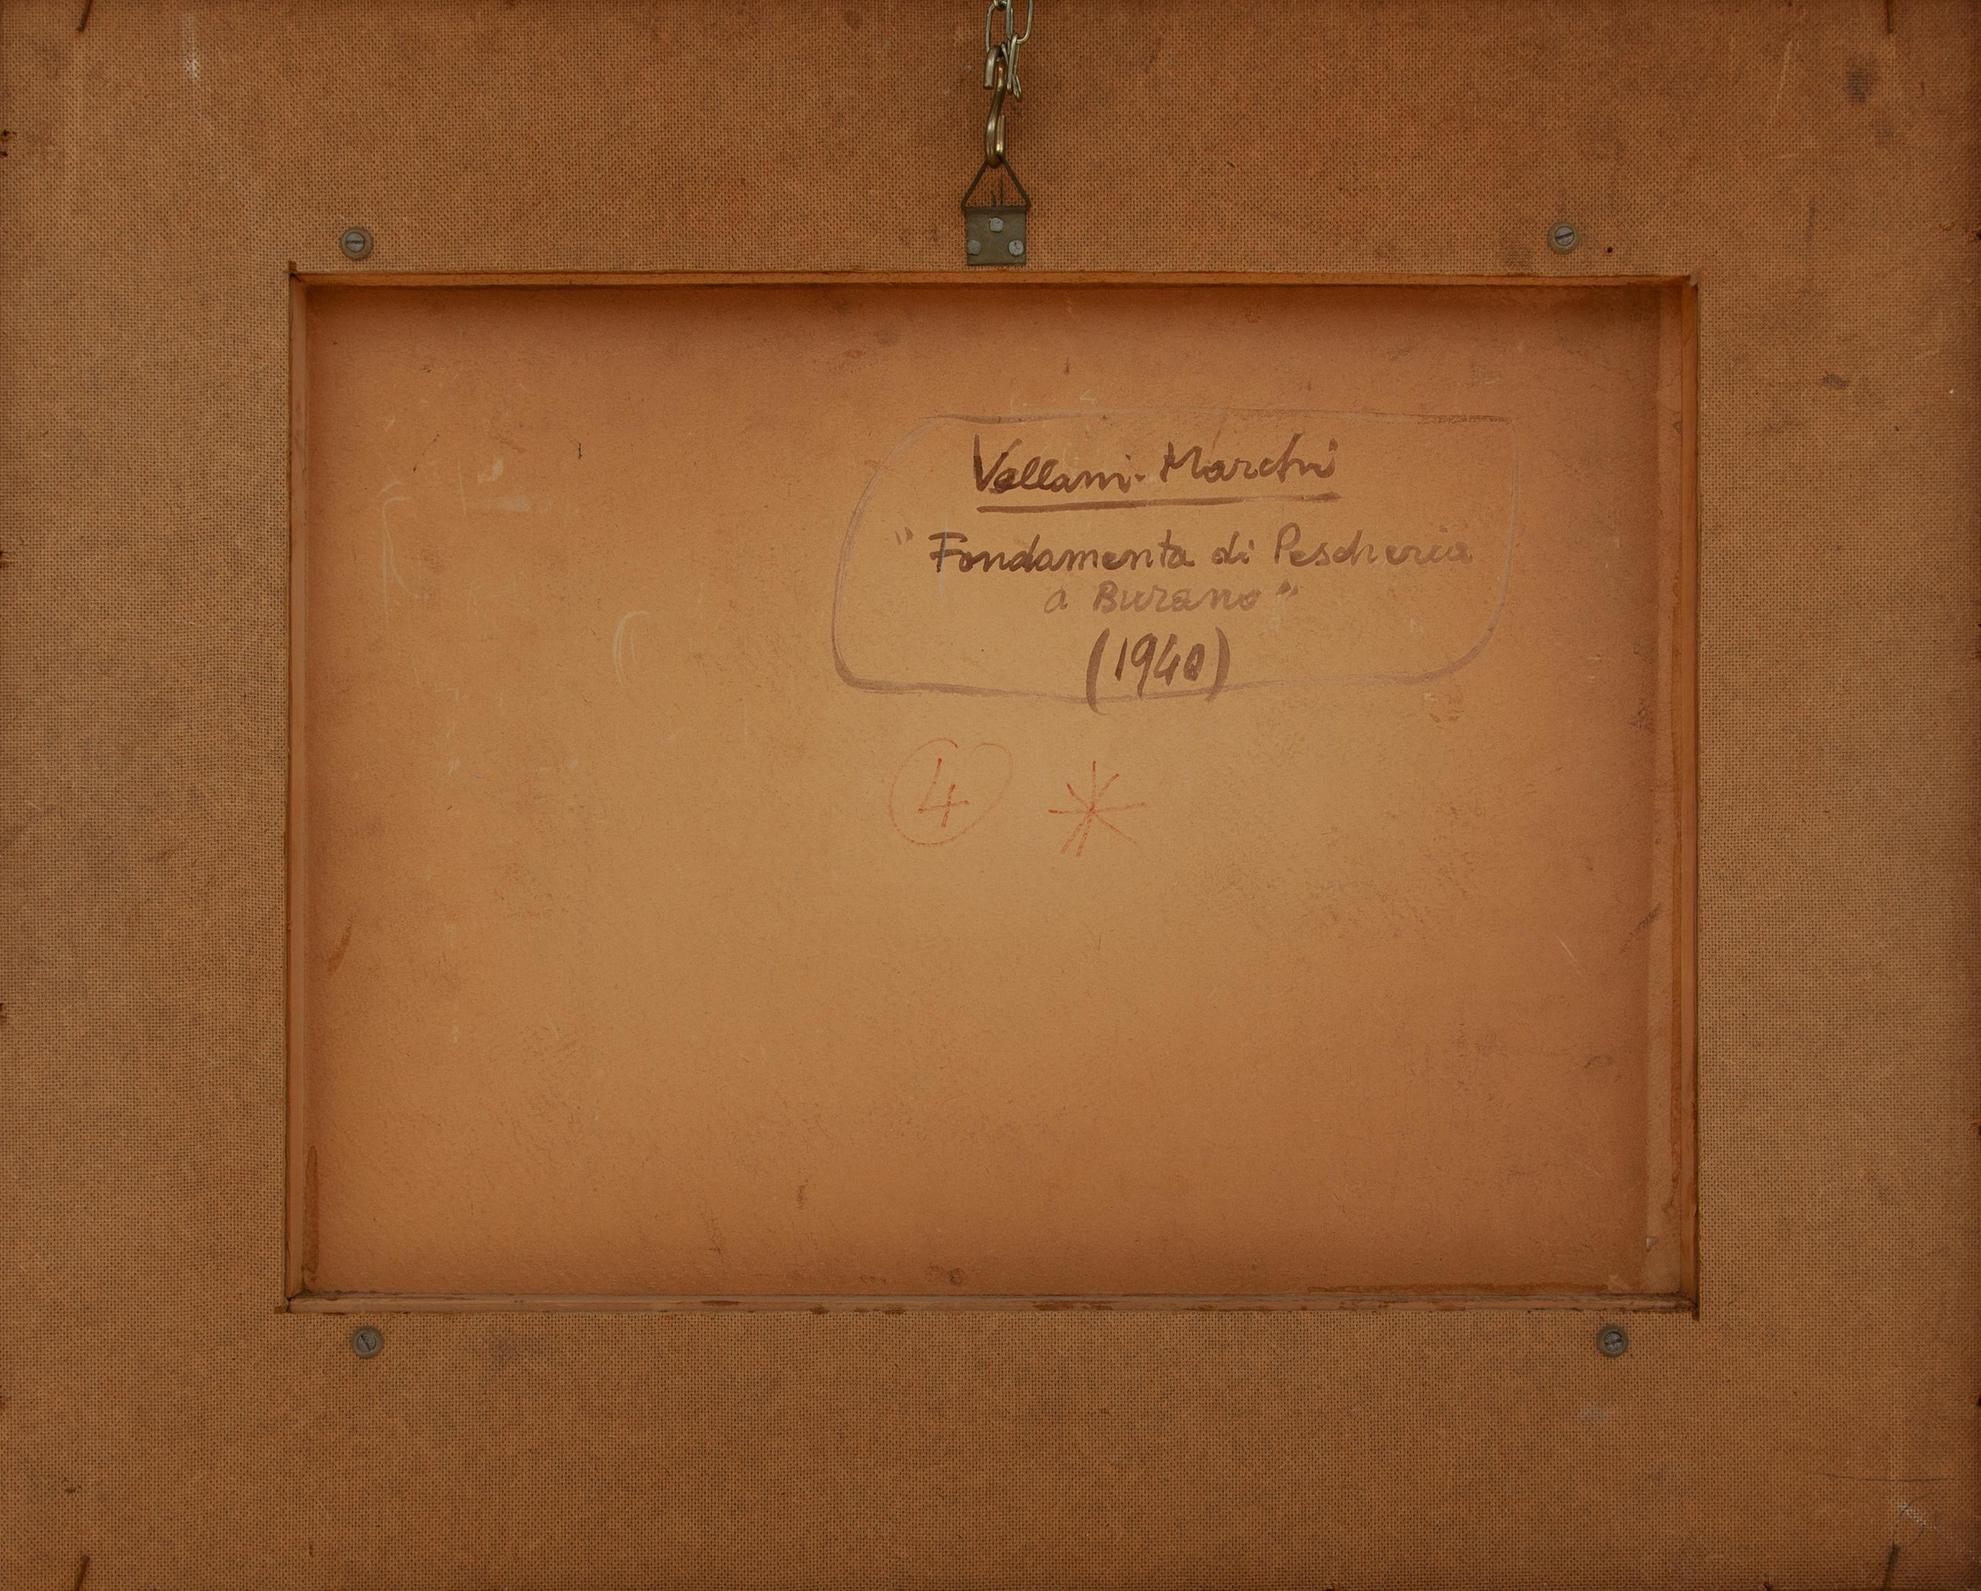 Vellani-Marchi
"Fondamenta di Pescheria
a Burano"
(1940)
4 *